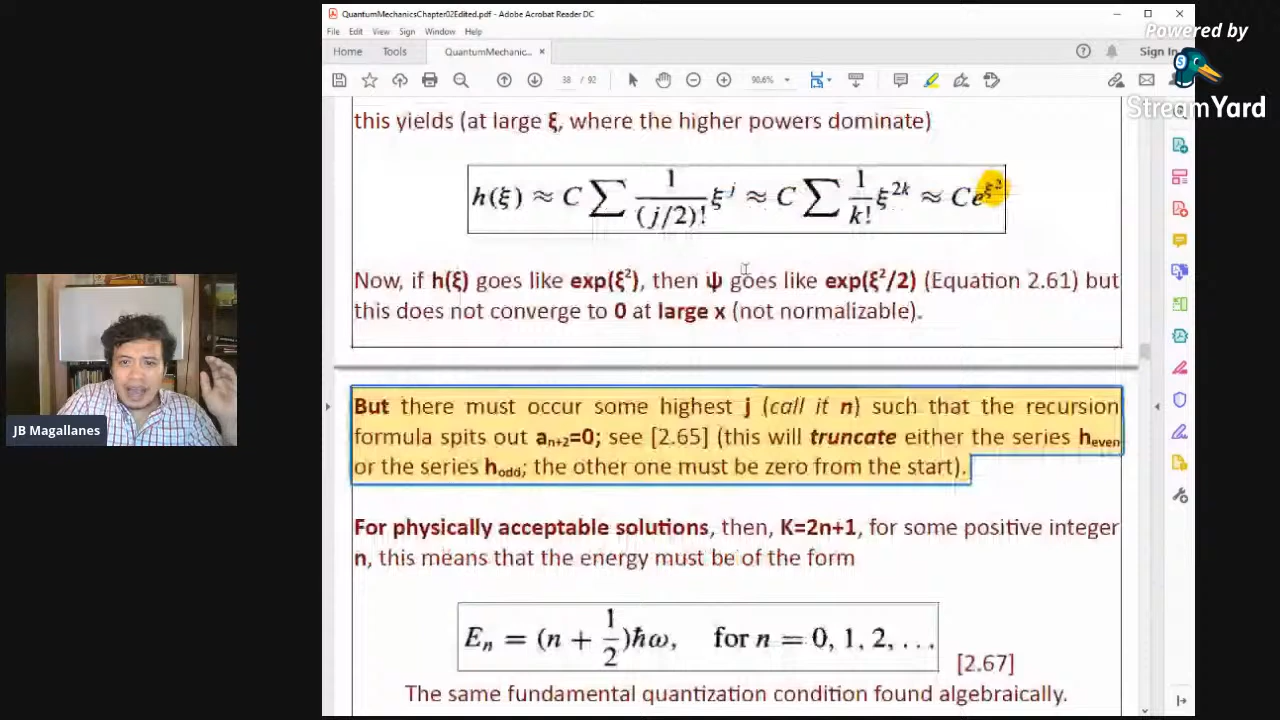 QuantumMechanicsChapter02Edited.pdf - Adobe Acrobat Reader DC
File Edit View Sign Window Help
Home Tools QuantumMechanic... × Sign In
38 / 92 90.6%
Powered by
StreamYard
this yields (at large ξ, where the higher powers dominate)
h(ξ) ≈ C ∑ 1/(j/2)! ξ^j ≈ C ∑ 1/k! ξ^2k ≈ Ce^ξ²
Now, if h(ξ) goes like exp(ξ²), then ψ goes like exp(ξ²/2) (Equation 2.61) but
this does not converge to 0 at large x (not normalizable).
JB Magallanes
But there must occur some highest j (call it n) such that the recursion
formula spits out aₙ₊₂=0; see [2.65] (this will truncate either the series h_even
or the series h_odd; the other one must be zero from the start).
For physically acceptable solutions, then, K=2n+1, for some positive integer
n, this means that the energy must be of the form
Eₙ = (n + 1/2)ħω, for n = 0, 1, 2, . . .
[2.67]
The same fundamental quantization condition found algebraically.